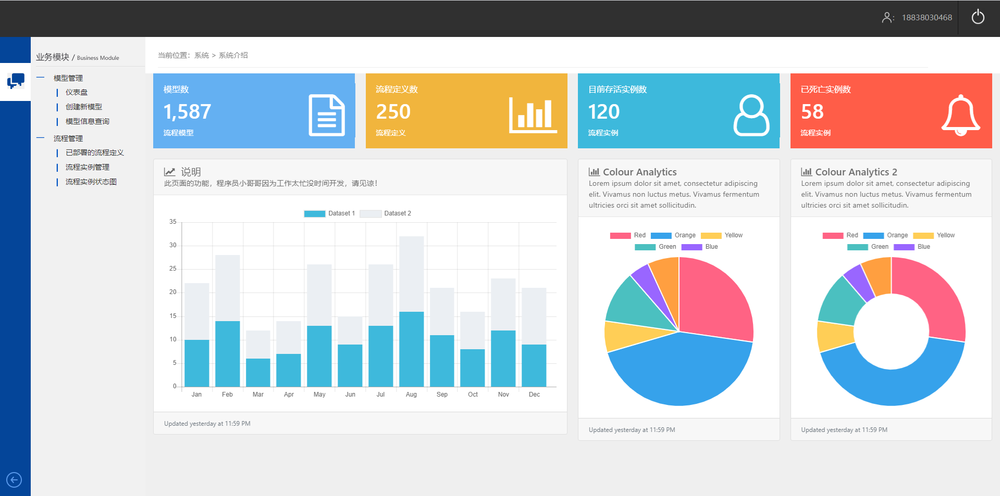 : 18838030468
业务模块 / Business Module
模型管理
仪表盘
创建新模型
模型信息查询
流程管理
已部署的流程定义
流程实例管理
流程实例状态图
当前位置：系统 > 系统介绍
模型数
1,587
流程模型
流程定义数
250
流程定义
目前存活实例数
120
流程实例
已死亡实例数
58
流程实例
说明
此页面的功能，程序员小哥哥因为工作太忙没时间开发，请见谅！
Dataset 1 Dataset 2
35
30
25
20
15
10
5
0
Jan Feb Mar Apr May Jun Jul Aug Sep Oct Nov Dec
Updated yesterday at 11:59 PM
Colour Analytics
Lorem ipsum dolor sit amet, consectetur adipiscing
elit. Vivamus non luctus metus. Vivamus fermentum
ultricies orci sit amet sollicitudin.
Red Orange Yellow
Green Blue
Updated yesterday at 11:59 PM
Colour Analytics 2
Lorem ipsum dolor sit amet, consectetur adipiscing
elit. Vivamus non luctus metus. Vivamus fermentum
ultricies orci sit amet sollicitudin.
Red Orange Yellow
Green Blue
Updated yesterday at 11:59 PM